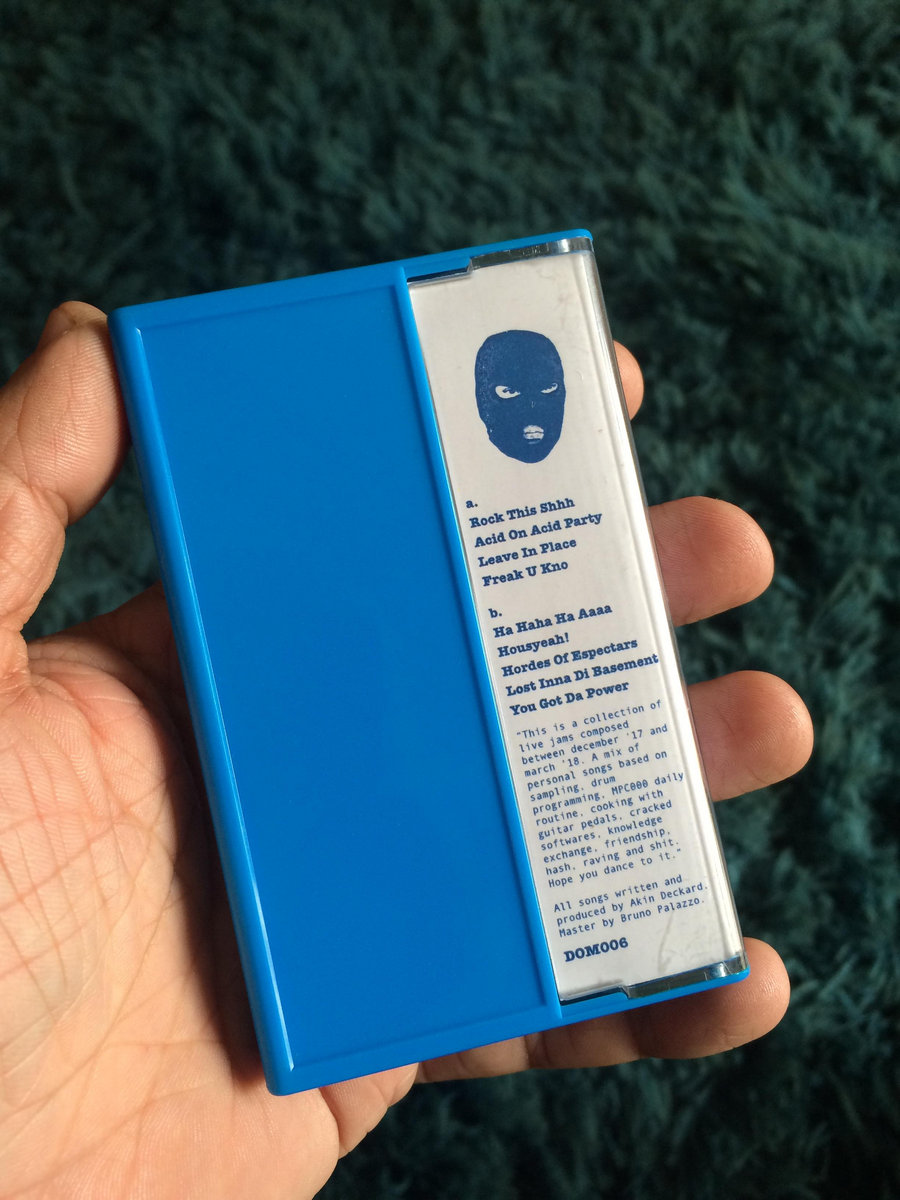 a.
Rock This Shhh
Acid On Acid Party
Leave In Place
Freak U Kno
b.
Ha Haha Ha Aaaa
Housyeah!
Hordes Of Espectars
Lost Inna Di Basement
You Got Da Power
"This is a collection of
live jams composed
between december '17 and
march '18. A mix of
personal songs based on
sampling, drum
programming, MPC000 daily
routine, cooking with
guitar pedals, cracked
softwares, knowledge
exchange, friendship,
hash, raving and shit.
Hope you dance to it."
All songs written and
produced by Akin Deckard.
Master by Bruno Palazzo.
DOM006